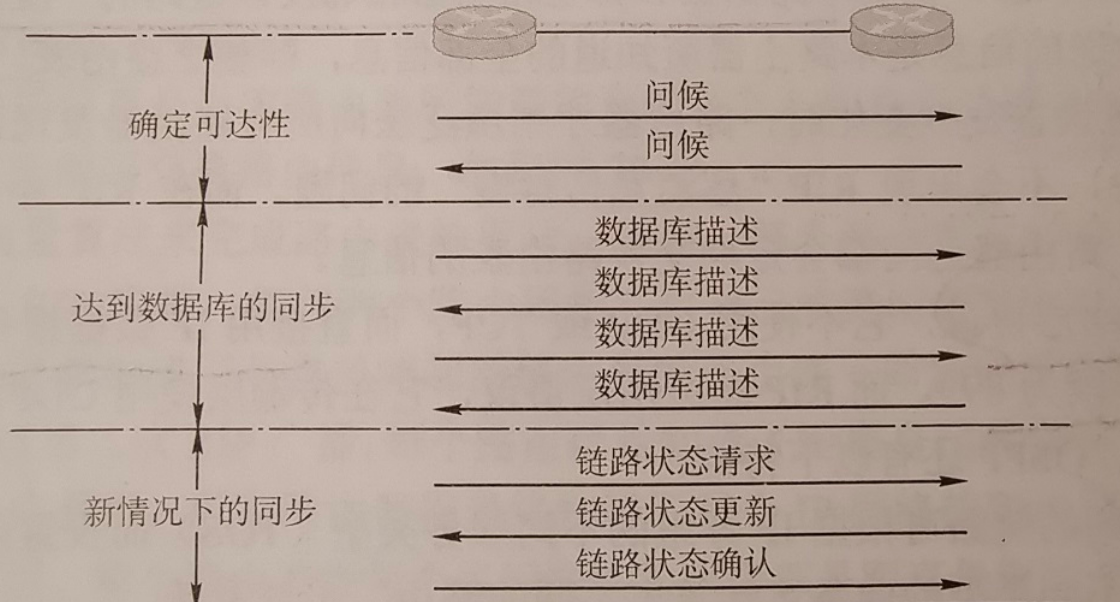 问候
确定可达性
问候
数据库描述
数据库描述
达到数据库的同步
数据库描述
数据库描述
链路状态请求
新情况下的同步
链路状态更新
链路状态确认